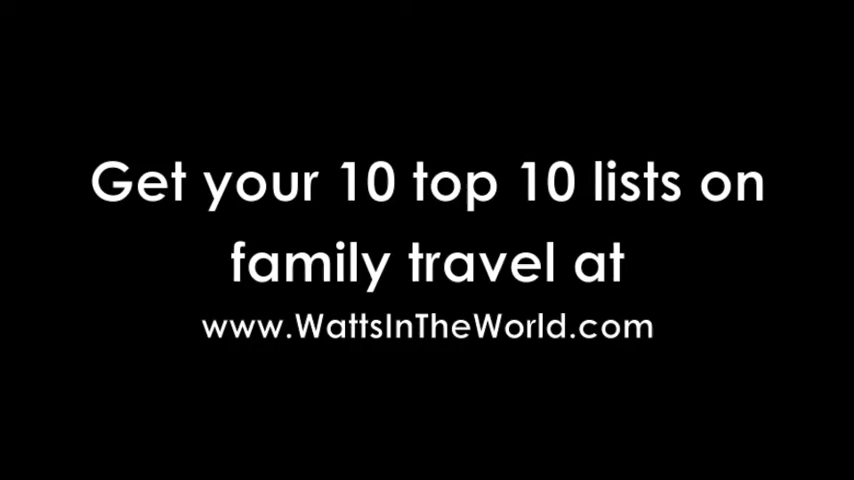 Get your 10 top 10 lists on
family travel at
www.WattsInTheWorld.com